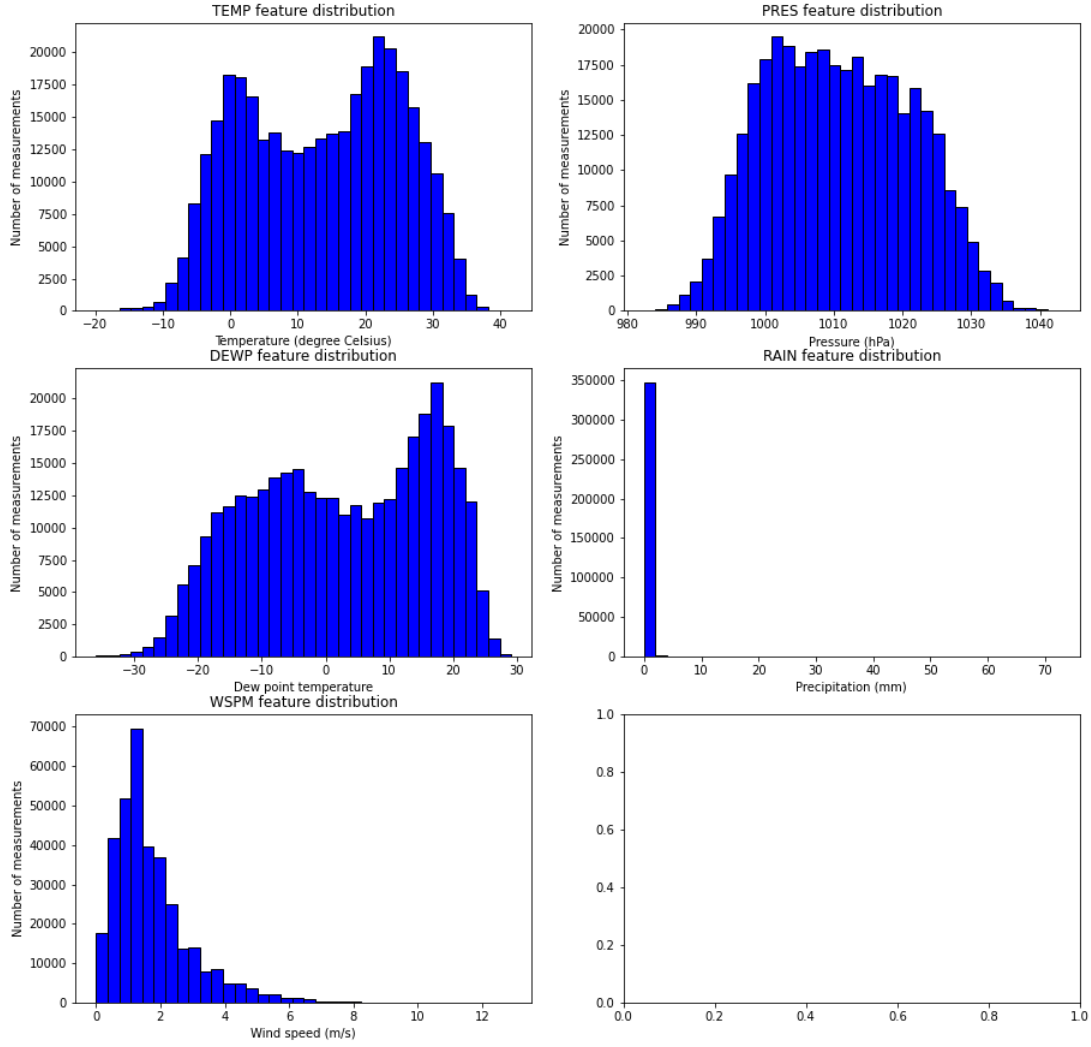 TEMP feature distribution
Number of measurements
20000
17500
15000
12500
10000
7500
5000
2500
0
−20 −10 0 10 20 30 40
Temperature (degree Celsius)
PRES feature distribution
Number of measurements
20000
17500
15000
12500
10000
7500
5000
2500
0
980 990 1000 1010 1020 1030 1040
Pressure (hPa)
DEWP feature distribution
Number of measurements
20000
17500
15000
12500
10000
7500
5000
2500
0
−30 −20 −10 0 10 20 30
Dew point temperature
RAIN feature distribution
Number of measurements
350000
300000
250000
200000
150000
100000
50000
0
0 10 20 30 40 50 60 70
Precipitation (mm)
WSPM feature distribution
Number of measurements
70000
60000
50000
40000
30000
20000
10000
0
0 2 4 6 8 10 12
Wind speed (m/s)
1.0
0.8
0.6
0.4
0.2
0.0
0.0 0.2 0.4 0.6 0.8 1.0